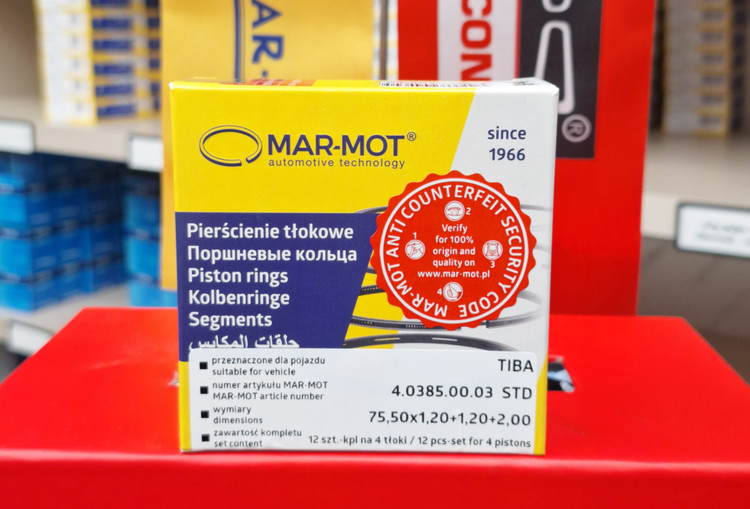 AR-
CON
®
MAR-MOT®
automotive technology
since
1966
Pierścienie tłokowe
Поршневые кольца
Piston rings
Kolbenringe
Segments
حلقات المكابس
MAR-MOT ANTI COUNTERFEIT SECURITY CODE
2
Verify
for 100%
1
origin and
quality on
3
www.mar-mot.pl
4
przeznaczone dla pojazdu
suitable for vehicle
TIBA
numer artykułu MAR-MOT
MAR-MOT article number
4.0385.00.03 STD
wymiary
dimensions
75,50x1,20+1,20+2,00
zawartość kompletu
set content
12 szt.-kpl na 4 tłoki / 12 pcs-set for 4 pistons